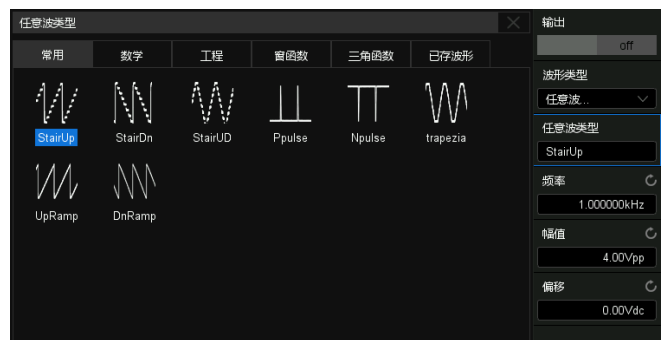 任意波类型
常用 数学 工程 窗函数 三角函数 已存波形
StairUp StairDn StairUD Ppulse Npulse trapezia
UpRamp DnRamp
输出
off
波形类型
任意波...
任意波类型
StairUp
频率
1.000000kHz
幅值
4.00Vpp
偏移
0.00Vdc